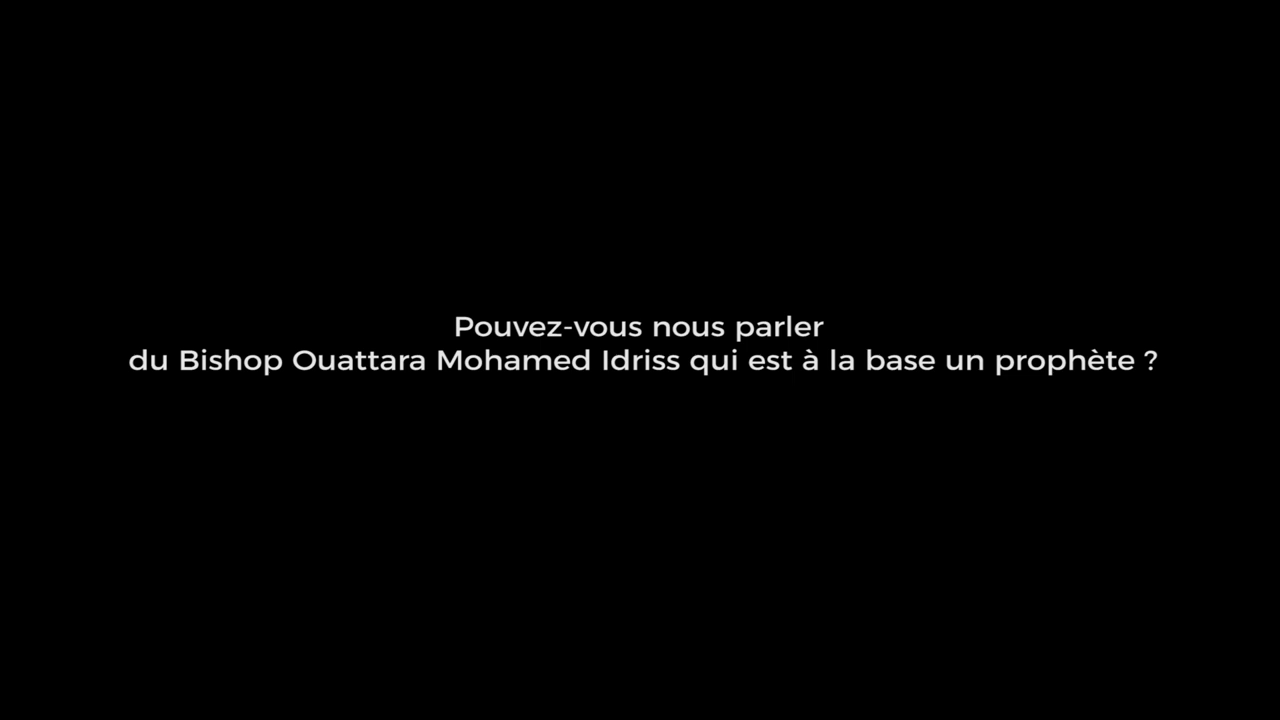 Pouvez-vous nous parler
du Bishop Ouattara Mohamed Idriss qui est à la base un prophète ?